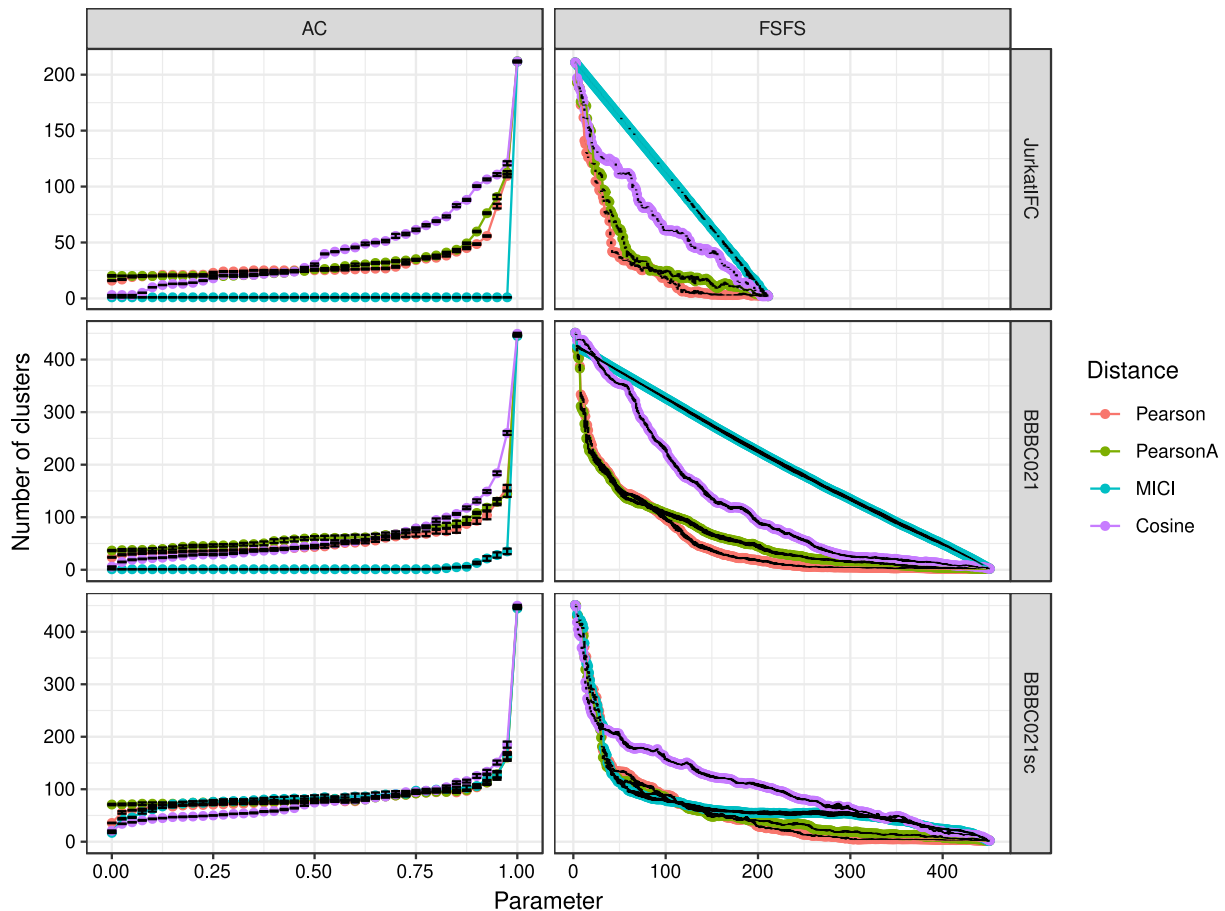 AC
FSFS
JurkatIFC
200
150
100
50
0
BBBC021
400
300
200
100
0
BBBC021sc
400
300
200
100
0
0.00
0.25
0.50
0.75
1.00
0
100
200
300
400
Parameter
Number of clusters
Distance
Pearson
PearsonA
MICI
Cosine